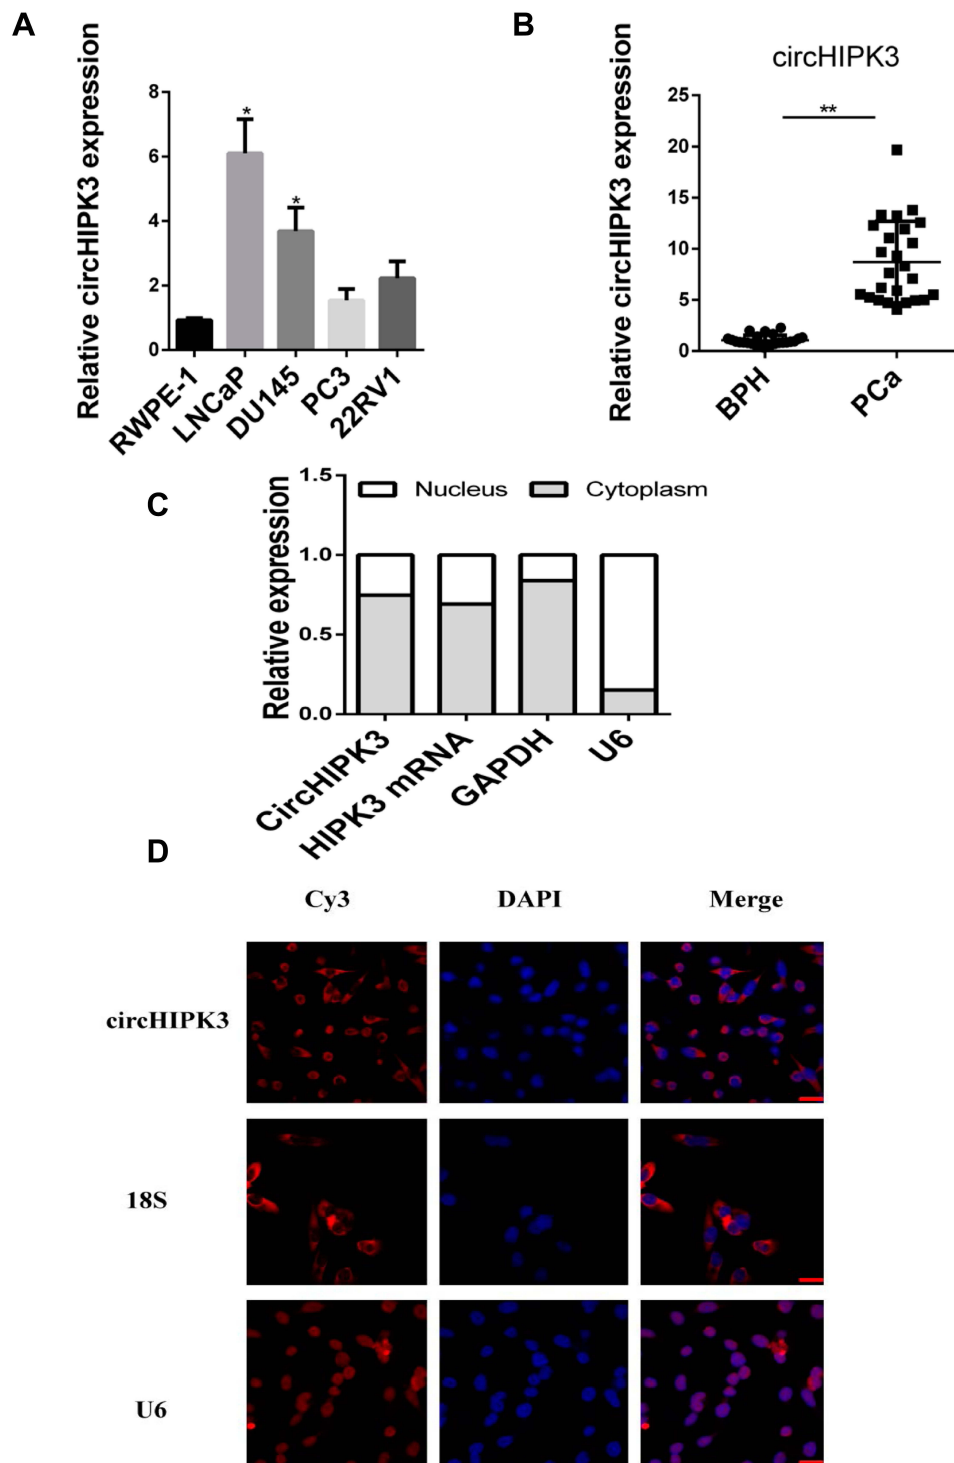 A
Relative circHIPK3 expression
8
6
4
2
0
*
*
RWPE-1
LNCaP
DU145
PC3
22RV1
B
circHIPK3
Relative circHIPK3 expression
25
20
15
10
5
0
**
BPH
PCa
C
Relative expression
1.5
1.0
0.5
0.0
Nucleus
Cytoplasm
CircHIPK3
HIPK3 mRNA
GAPDH
U6
D
Cy3
DAPI
Merge
circHIPK3
18S
U6